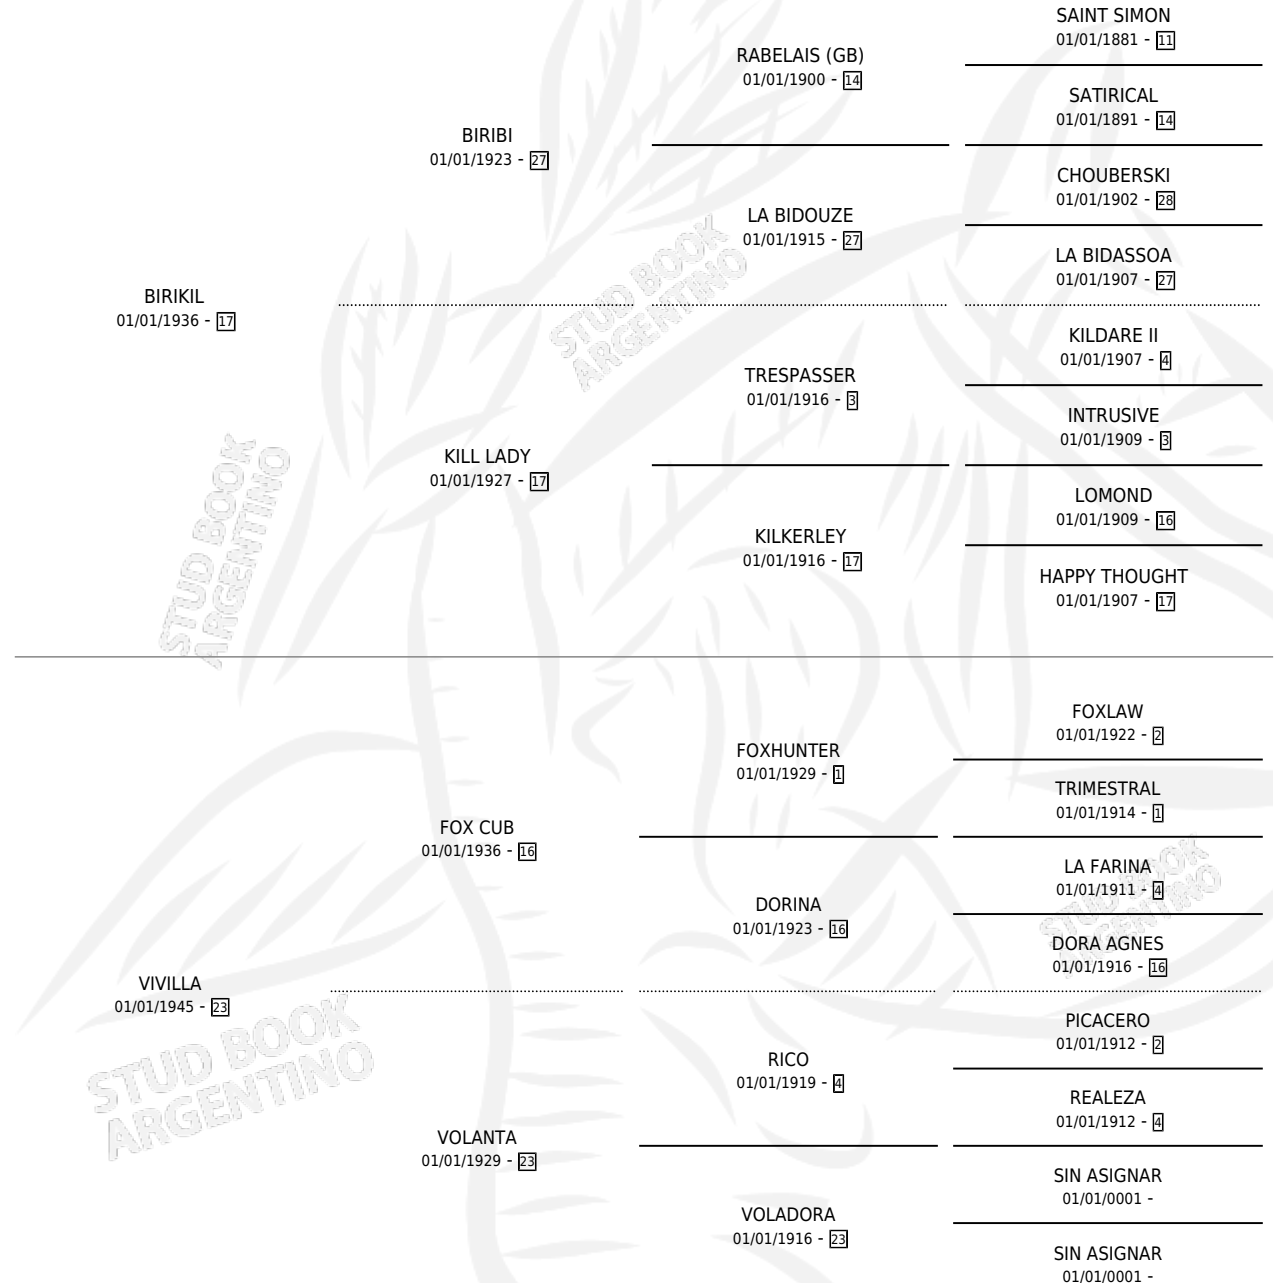 SAINT SIMON
01/01/1881 - 11
RABELAIS (GB)
01/01/1900 - 14
SATIRICAL
01/01/1891 - 14
BIRIBI
01/01/1923 - 27
CHOUBERSKI
01/01/1902 - 28
LA BIDOUZE
01/01/1915 - 27
LA BIDASSOA
01/01/1907 - 27
BIRIKIL
01/01/1936 - 17
KILDARE II
01/01/1907 - 4
TRESPASSER
01/01/1916 - 3
INTRUSIVE
01/01/1909 - 3
KILL LADY
01/01/1927 - 17
LOMOND
01/01/1909 - 16
KILKERLEY
01/01/1916 - 17
HAPPY THOUGHT
01/01/1907 - 17
STUD BOOK
ARGENTINO
STUD BOOK
ARGENTINO
FOXLAW
01/01/1922 - 2
FOXHUNTER
01/01/1929 - 1
TRIMESTRAL
01/01/1914 - 1
FOX CUB
01/01/1936 - 16
LA FARINA
01/01/1911 - 4
DORINA
01/01/1923 - 16
DORA AGNES
01/01/1916 - 16
STUD BOOK
ARGENTINO
VIVILLA
01/01/1945 - 23
PICACERO
01/01/1912 - 2
RICO
01/01/1919 - 4
REALEZA
01/01/1912 - 4
STUD BOOK
ARGENTINO
VOLANTA
01/01/1929 - 23
SIN ASIGNAR
01/01/0001 -
VOLADORA
01/01/1916 - 23
SIN ASIGNAR
01/01/0001 -